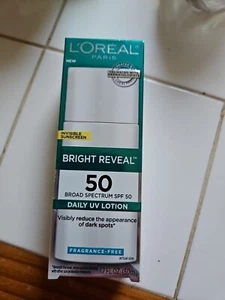 L'ORÉAL
PARIS
NEW
INVISIBLE
SUNSCREEN
BRIGHT REVEAL™
50
BROAD SPECTRUM SPF 50
DAILY UV LOTION
Visibly reduce the appearance
of dark spots*
FRAGRANCE-FREE